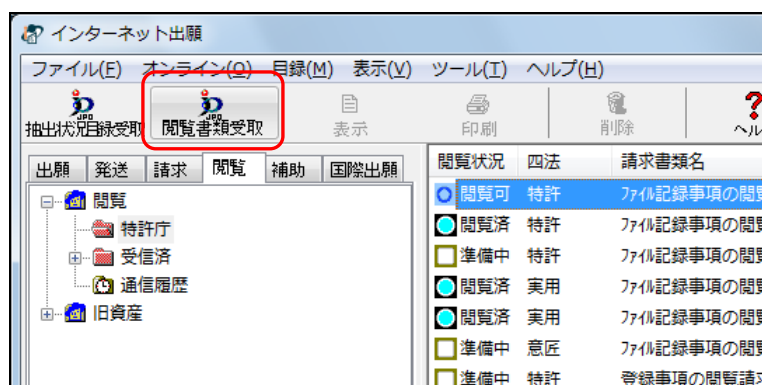 インターネット出願
ファイル(F) オンライン(O) 目録(M) 表示(V) ツール(T) ヘルプ(H)
JPO JPO
抽出状況目録受取 閲覧書類受取 表示 印刷 削除 ヘル
出願 発送 請求 閲覧 補助 国際出願
閲覧
特許庁
受信済
通信履歴
旧資産
閲覧状況 四法 請求書類名
閲覧可 特許 ファイル記録事項の閲覧
閲覧済 特許 ファイル記録事項の閲覧
準備中 特許 ファイル記録事項の閲覧
閲覧済 実用 ファイル記録事項の閲覧
閲覧済 実用 ファイル記録事項の閲覧
準備中 意匠 ファイル記録事項の閲覧
準備中 特許 登録事項の閲覧請求